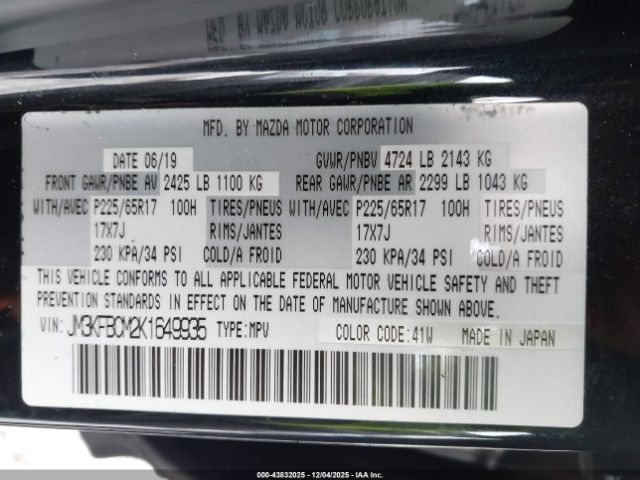 MFD. BY MAZDA MOTOR CORPORATION
DATE 06/19 GVWR/PNBV 4724 LB 2143 KG
FRONT GAWR/PNBE AV 2425 LB 1100 KG REAR GAWR/PNBE AR 2299 LB 1043 KG
WITH/AVEC P225/65R17 100H TIRES/PNEUS WITH/AVEC P225/65R17 100H TIRES/PNEUS
17X7J RIMS/JANTES 17X7J RIMS/JANTES
230 KPA/34 PSI COLD/A FROID 230 KPA/34 PSI COLD/A FROID
THIS VEHICLE CONFORMS TO ALL APPLICABLE FEDERAL MOTOR VEHICLE SAFETY AND THEFT
PREVENTION STANDARDS IN EFFECT ON THE DATE OF MANUFACTURE SHOWN ABOVE.
VIN: JM3KFBCM2K1649935 TYPE: MPV COLOR CODE: 41W MADE IN JAPAN
000-43832025 - 12/04/2025 - IAA Inc.